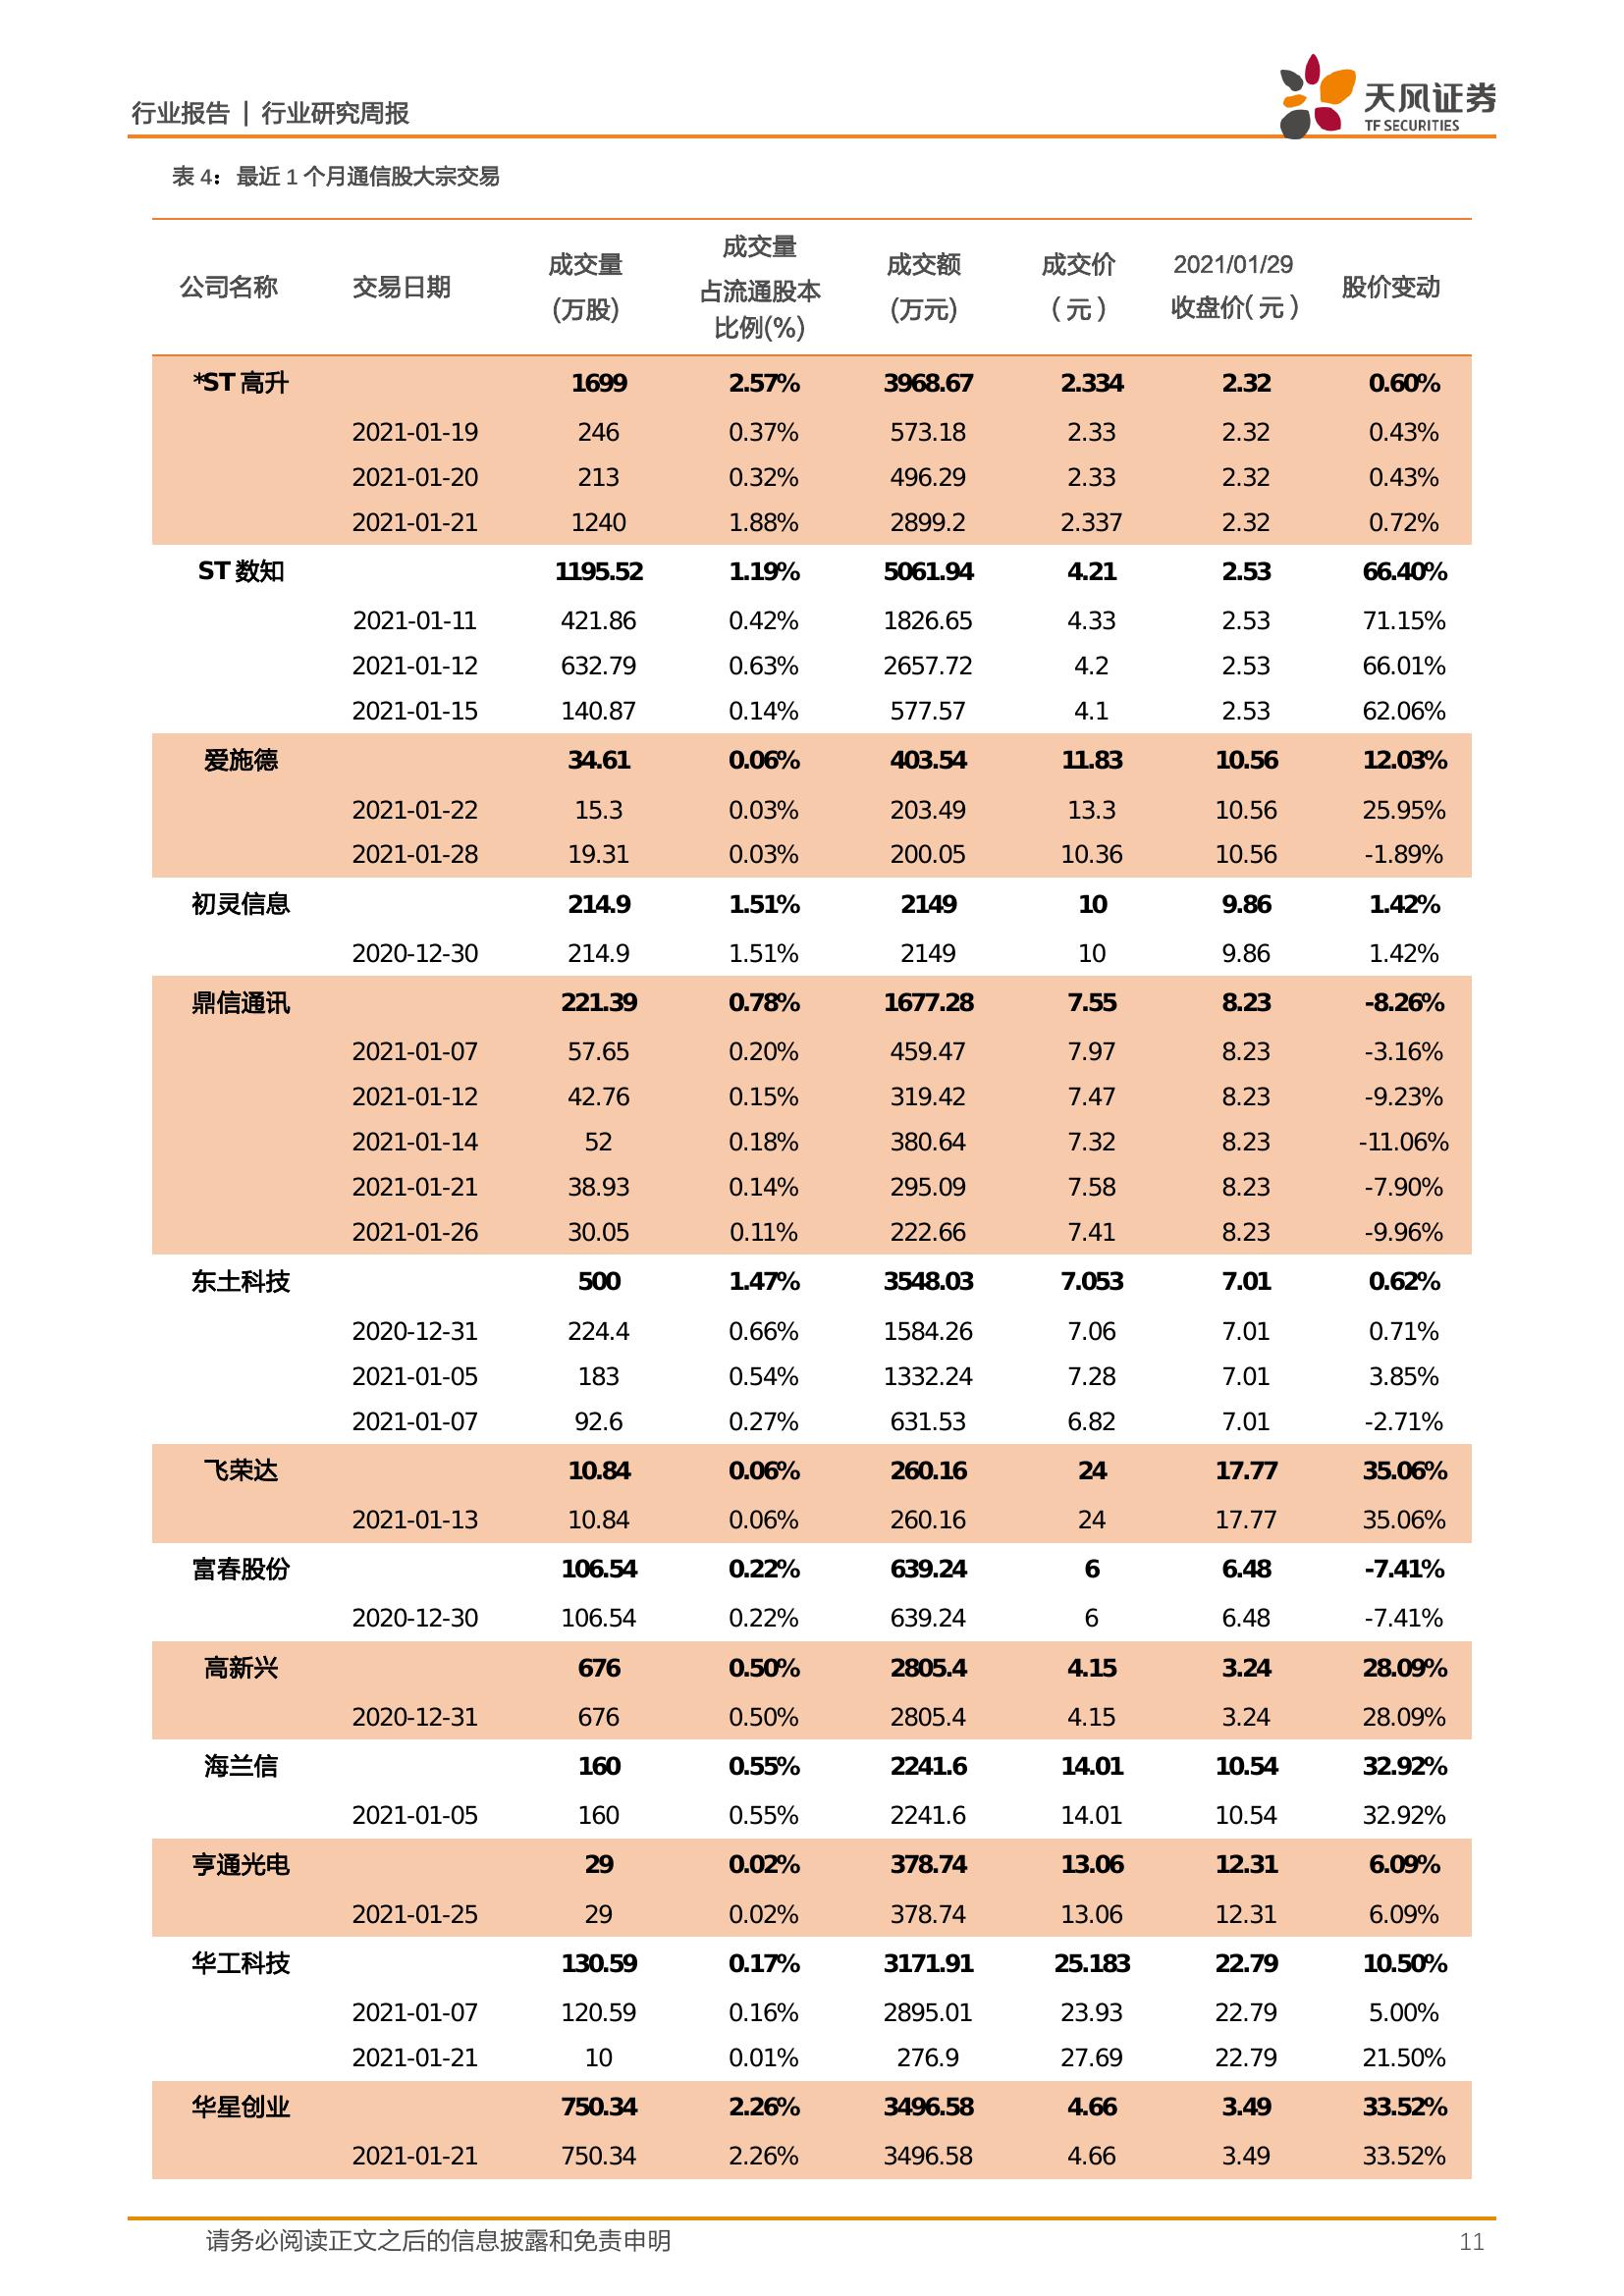 行业报告 | 行业研究周报
天风证券
TF SECURITIES
表 4：最近 1 个月通信股大宗交易
公司名称 交易日期 成交量(万股) 成交量占流通股本比例(%) 成交额(万元) 成交价（元） 2021/01/29收盘价(元) 股价变动
*ST 高升 1699 2.57% 3968.67 2.334 2.32 0.60%
2021-01-19 246 0.37% 573.18 2.33 2.32 0.43%
2021-01-20 213 0.32% 496.29 2.33 2.32 0.43%
2021-01-21 1240 1.88% 2899.2 2.337 2.32 0.72%
ST 数知 1195.52 1.19% 5061.94 4.21 2.53 66.40%
2021-01-11 421.86 0.42% 1826.65 4.33 2.53 71.15%
2021-01-12 632.79 0.63% 2657.72 4.2 2.53 66.01%
2021-01-15 140.87 0.14% 577.57 4.1 2.53 62.06%
爱施德 34.61 0.06% 403.54 11.83 10.56 12.03%
2021-01-22 15.3 0.03% 203.49 13.3 10.56 25.95%
2021-01-28 19.31 0.03% 200.05 10.36 10.56 -1.89%
初灵信息 214.9 1.51% 2149 10 9.86 1.42%
2020-12-30 214.9 1.51% 2149 10 9.86 1.42%
鼎信通讯 221.39 0.78% 1677.28 7.55 8.23 -8.26%
2021-01-07 57.65 0.20% 459.47 7.97 8.23 -3.16%
2021-01-12 42.76 0.15% 319.42 7.47 8.23 -9.23%
2021-01-14 52 0.18% 380.64 7.32 8.23 -11.06%
2021-01-21 38.93 0.14% 295.09 7.58 8.23 -7.90%
2021-01-26 30.05 0.11% 222.66 7.41 8.23 -9.96%
东土科技 500 1.47% 3548.03 7.053 7.01 0.62%
2020-12-31 224.4 0.66% 1584.26 7.06 7.01 0.71%
2021-01-05 183 0.54% 1332.24 7.28 7.01 3.85%
2021-01-07 92.6 0.27% 631.53 6.82 7.01 -2.71%
飞荣达 10.84 0.06% 260.16 24 17.77 35.06%
2021-01-13 10.84 0.06% 260.16 24 17.77 35.06%
富春股份 106.54 0.22% 639.24 6 6.48 -7.41%
2020-12-30 106.54 0.22% 639.24 6 6.48 -7.41%
高新兴 676 0.50% 2805.4 4.15 3.24 28.09%
2020-12-31 676 0.50% 2805.4 4.15 3.24 28.09%
海兰信 160 0.55% 2241.6 14.01 10.54 32.92%
2021-01-05 160 0.55% 2241.6 14.01 10.54 32.92%
亨通光电 29 0.02% 378.74 13.06 12.31 6.09%
2021-01-25 29 0.02% 378.74 13.06 12.31 6.09%
华工科技 130.59 0.17% 3171.91 25.183 22.79 10.50%
2021-01-07 120.59 0.16% 2895.01 23.93 22.79 5.00%
2021-01-21 10 0.01% 276.9 27.69 22.79 21.50%
华星创业 750.34 2.26% 3496.58 4.66 3.49 33.52%
2021-01-21 750.34 2.26% 3496.58 4.66 3.49 33.52%
请务必阅读正文之后的信息披露和免责申明 11